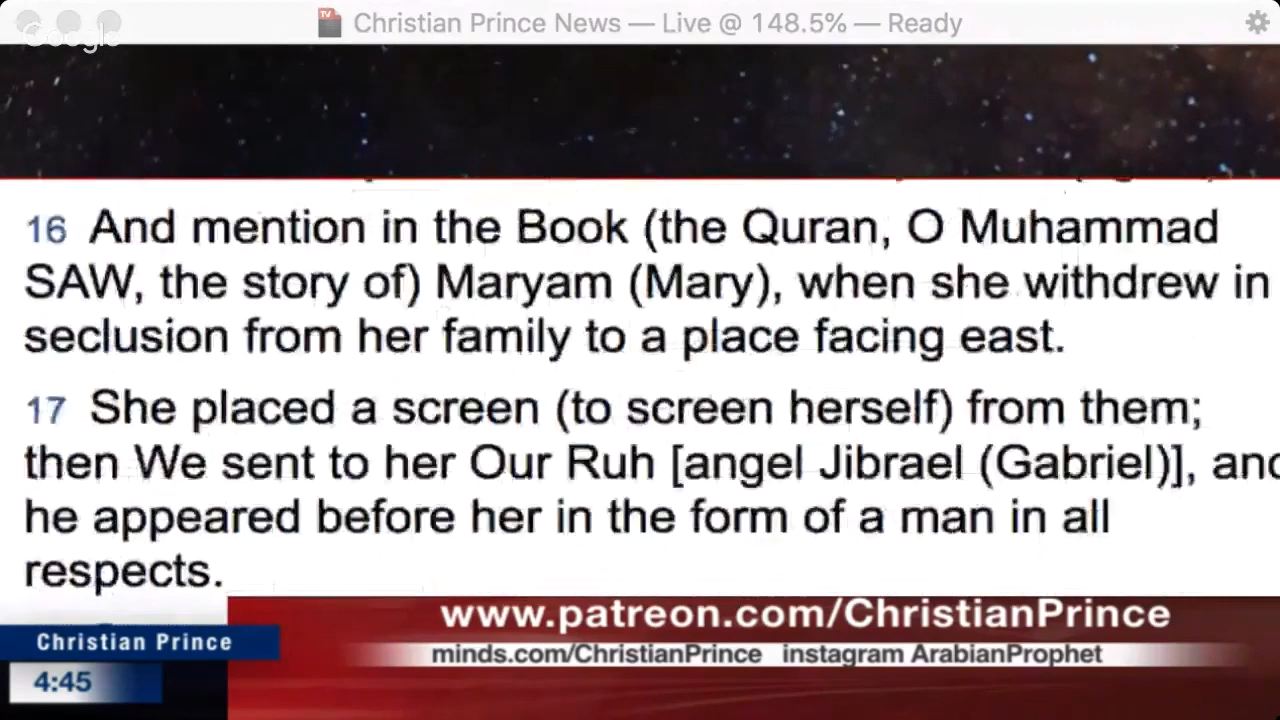 Christian Prince News — Live @ 148.5% — Ready
Google
16 And mention in the Book (the Quran, O Muhammad
SAW, the story of) Maryam (Mary), when she withdrew in
seclusion from her family to a place facing east.
17 She placed a screen (to screen herself) from them;
then We sent to her Our Ruh [angel Jibrael (Gabriel)], and
he appeared before her in the form of a man in all
respects.
www.patreon.com/ChristianPrince
Christian Prince
minds.com/ChristianPrince instagram ArabianProphet
4:45